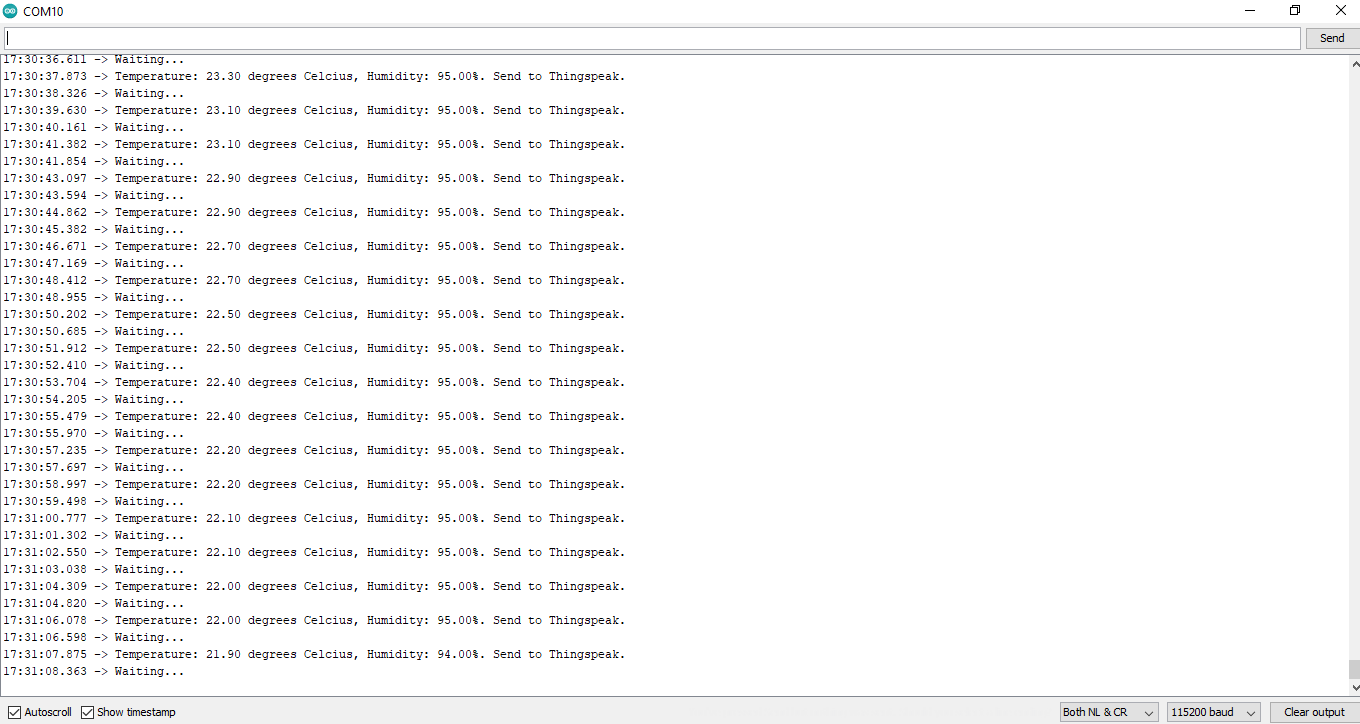 COM10
Send
17:30:36.611 -> Waiting...
17:30:37.873 -> Temperature: 23.30 degrees Celcius, Humidity: 95.00%. Send to Thingspeak.
17:30:38.326 -> Waiting...
17:30:39.630 -> Temperature: 23.10 degrees Celcius, Humidity: 95.00%. Send to Thingspeak.
17:30:40.161 -> Waiting...
17:30:41.382 -> Temperature: 23.10 degrees Celcius, Humidity: 95.00%. Send to Thingspeak.
17:30:41.854 -> Waiting...
17:30:43.097 -> Temperature: 22.90 degrees Celcius, Humidity: 95.00%. Send to Thingspeak.
17:30:43.594 -> Waiting...
17:30:44.862 -> Temperature: 22.90 degrees Celcius, Humidity: 95.00%. Send to Thingspeak.
17:30:45.382 -> Waiting...
17:30:46.671 -> Temperature: 22.70 degrees Celcius, Humidity: 95.00%. Send to Thingspeak.
17:30:47.169 -> Waiting...
17:30:48.412 -> Temperature: 22.70 degrees Celcius, Humidity: 95.00%. Send to Thingspeak.
17:30:48.955 -> Waiting...
17:30:50.202 -> Temperature: 22.50 degrees Celcius, Humidity: 95.00%. Send to Thingspeak.
17:30:50.685 -> Waiting...
17:30:51.912 -> Temperature: 22.50 degrees Celcius, Humidity: 95.00%. Send to Thingspeak.
17:30:52.410 -> Waiting...
17:30:53.704 -> Temperature: 22.40 degrees Celcius, Humidity: 95.00%. Send to Thingspeak.
17:30:54.205 -> Waiting...
17:30:55.479 -> Temperature: 22.40 degrees Celcius, Humidity: 95.00%. Send to Thingspeak.
17:30:55.970 -> Waiting...
17:30:57.235 -> Temperature: 22.20 degrees Celcius, Humidity: 95.00%. Send to Thingspeak.
17:30:57.697 -> Waiting...
17:30:58.997 -> Temperature: 22.20 degrees Celcius, Humidity: 95.00%. Send to Thingspeak.
17:30:59.498 -> Waiting...
17:31:00.777 -> Temperature: 22.10 degrees Celcius, Humidity: 95.00%. Send to Thingspeak.
17:31:01.302 -> Waiting...
17:31:02.550 -> Temperature: 22.10 degrees Celcius, Humidity: 95.00%. Send to Thingspeak.
17:31:03.038 -> Waiting...
17:31:04.309 -> Temperature: 22.00 degrees Celcius, Humidity: 95.00%. Send to Thingspeak.
17:31:04.820 -> Waiting...
17:31:06.078 -> Temperature: 22.00 degrees Celcius, Humidity: 95.00%. Send to Thingspeak.
17:31:06.598 -> Waiting...
17:31:07.875 -> Temperature: 21.90 degrees Celcius, Humidity: 94.00%. Send to Thingspeak.
17:31:08.363 -> Waiting...
Autoscroll Show timestamp Both NL & CR 115200 baud Clear output